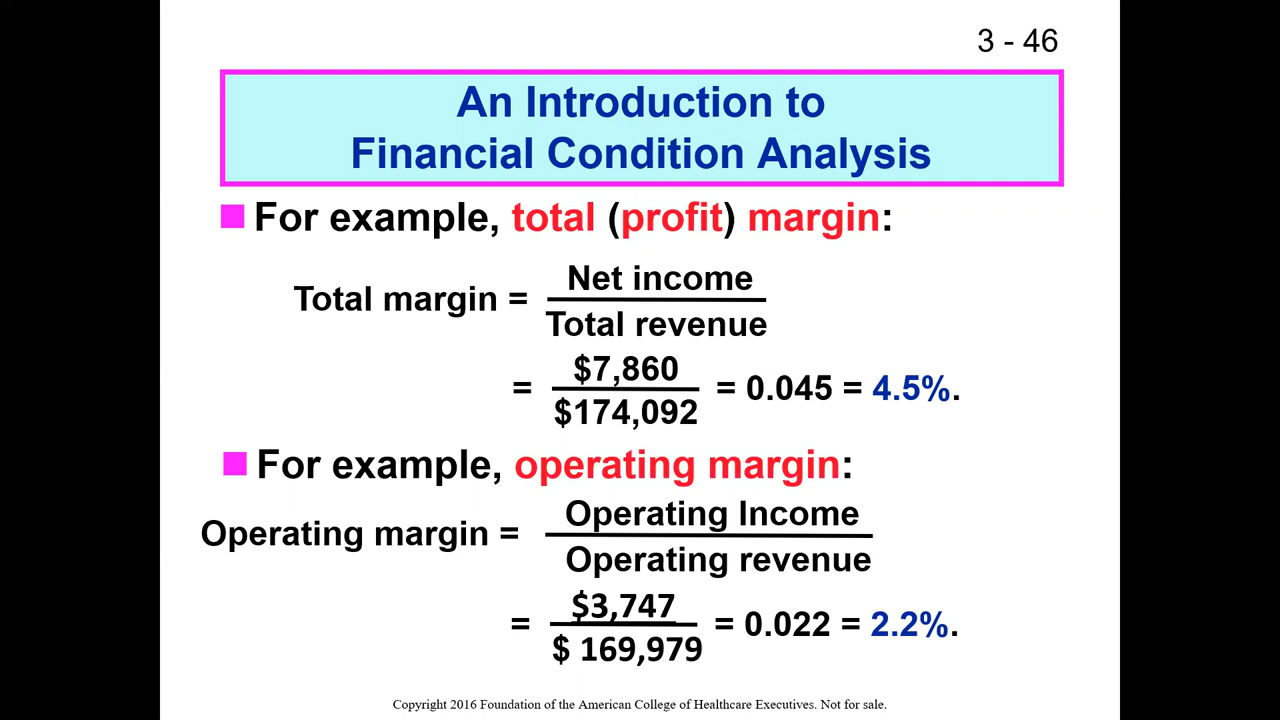 3 - 46
An Introduction to
Financial Condition Analysis
For example, total (profit) margin:
Net income
Total margin =
Total revenue
$7,860
= = 0.045 = 4.5%.
$174,092
For example, operating margin:
Operating Income
Operating margin =
Operating revenue
$3,747
= = 0.022 = 2.2%.
$ 169,979
Copyright 2016 Foundation of the American College of Healthcare Executives. Not for sale.